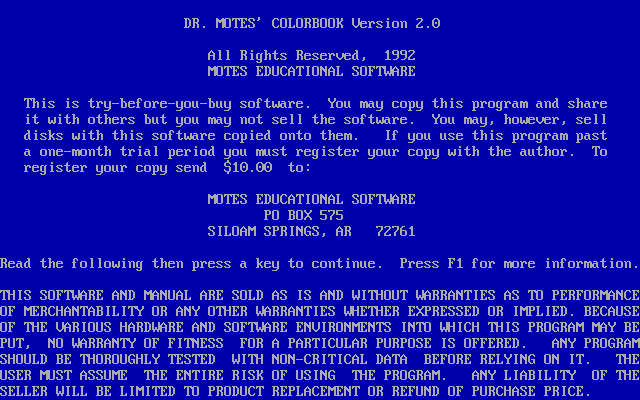 DR. MOTES' COLORBOOK Version 2.0
All Rights Reserved,  1992
MOTES EDUCATIONAL SOFTWARE
This is try-before-you-buy software.  You may copy this program and share
it with others but you may not sell the software.  You may, however, sell
disks with this software copied onto them.   If you use this program past
a one-month trial period you must register your copy with the author.  To
register your copy send  $10.00  to:
MOTES EDUCATIONAL SOFTWARE
PO BOX 575
SILOAM SPRINGS, AR   72761
Read the following then press a key to continue.  Press F1 for more information.
THIS SOFTWARE AND MANUAL ARE SOLD AS IS AND WITHOUT WARRANTIES AS TO PERFORMANCE
OF MERCHANTABILITY OR ANY OTHER WARRANTIES WHETHER EXPRESSED OR IMPLIED. BECAUSE
OF THE VARIOUS HARDWARE AND SOFTWARE ENVIRONMENTS INTO WHICH THIS PROGRAM MAY BE
PUT,  NO WARRANTY OF FITNESS  FOR A PARTICULAR PURPOSE IS OFFERED.   ANY PROGRAM
SHOULD BE THOROUGHLY TESTED  WITH NON-CRITICAL DATA  BEFORE RELYING ON IT.   THE
USER MUST ASSUME  THE ENTIRE RISK OF USING  THE PROGRAM.   ANY LIABILITY  OF THE
SELLER WILL BE LIMITED TO PRODUCT REPLACEMENT OR REFUND OF PURCHASE PRICE.